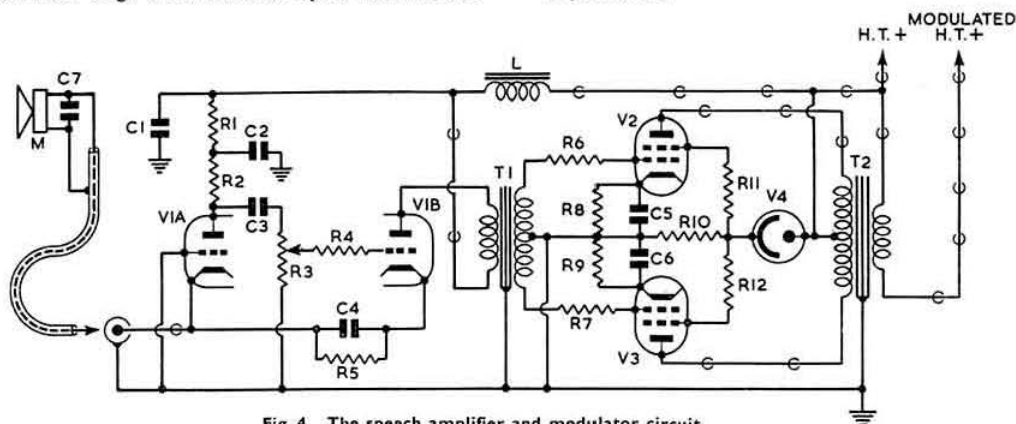 MODULATED
H.T.+ H.T.+
L
C7
M
C1
R1
C2
R2
C3
V1A
R3
R4
V1B
C4
R5
T1
R6
V2
R8
C5
R10
R11
V4
T2
R9
C6
R12
R7
V3
Fig. 4. The speech amplifier and modulator circuit.